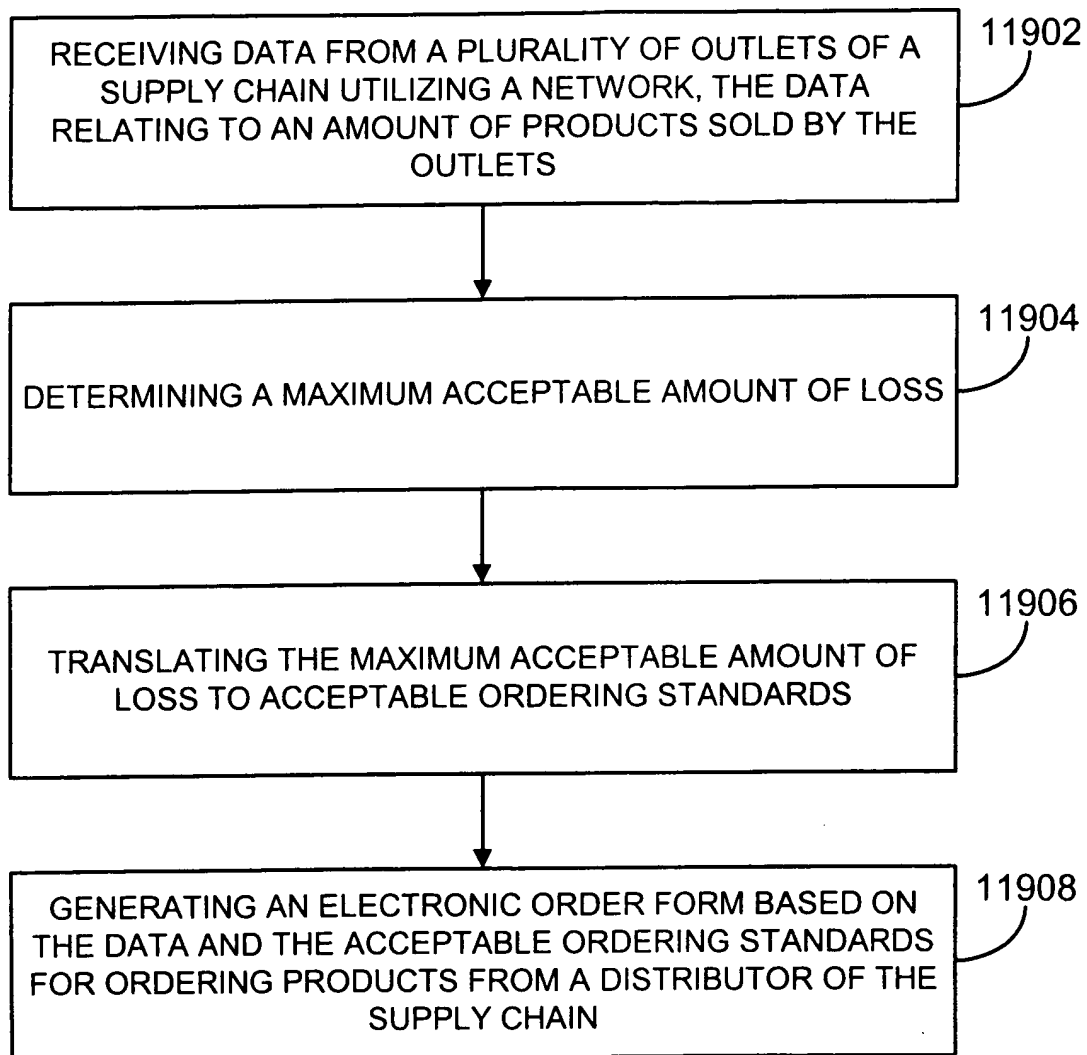 RECEIVING DATA FROM A PLURALITY OF OUTLETS OF A
SUPPLY CHAIN UTILIZING A NETWORK, THE DATA
RELATING TO AN AMOUNT OF PRODUCTS SOLD BY THE
OUTLETS
11902
DETERMINING A MAXIMUM ACCEPTABLE AMOUNT OF LOSS
11904
TRANSLATING THE MAXIMUM ACCEPTABLE AMOUNT OF
LOSS TO ACCEPTABLE ORDERING STANDARDS
11906
GENERATING AN ELECTRONIC ORDER FORM BASED ON
THE DATA AND THE ACCEPTABLE ORDERING STANDARDS
FOR ORDERING PRODUCTS FROM A DISTRIBUTOR OF THE
SUPPLY CHAIN
11908